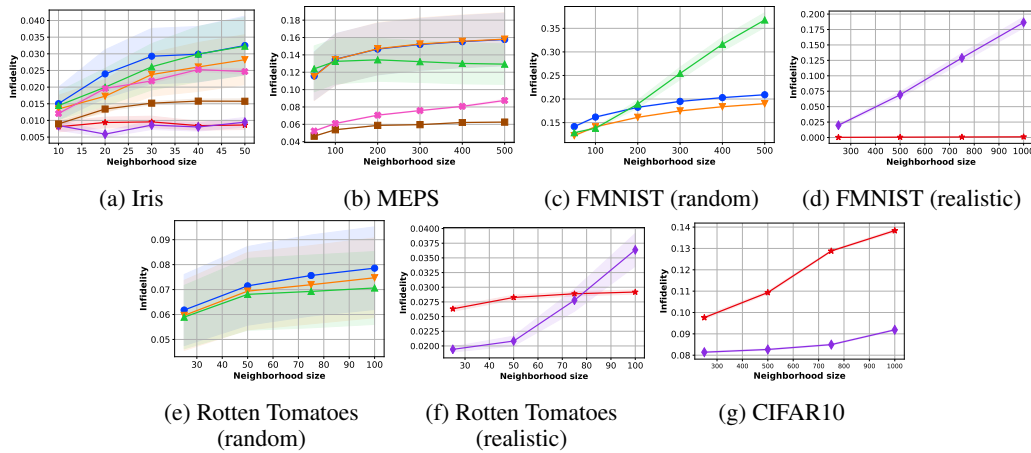 0.040
0.035
0.030
0.025
0.020
0.015
0.010
0.005
Infidelity
10 15 20 25 30 35 40 45 50
Neighborhood size
(a) Iris
0.18
0.16
0.14
0.12
0.10
0.08
0.06
0.04
Infidelity
100 200 300 400 500
Neighborhood size
(b) MEPS
0.35
0.30
0.25
0.20
0.15
Infidelity
100 200 300 400 500
Neighborhood size
(c) FMNIST (random)
0.200
0.175
0.150
0.125
0.100
0.075
0.050
0.025
0.000
Infidelity
300 400 500 600 700 800 900 1000
Neighborhood size
(d) FMNIST (realistic)
0.09
0.08
0.07
0.06
0.05
Infidelity
30 40 50 60 70 80 90 100
Neighborhood size
(e) Rotten Tomatoes
(random)
0.0400
0.0375
0.0350
0.0325
0.0300
0.0275
0.0250
0.0225
0.0200
Infidelity
30 40 50 60 70 80 90 100
Neighborhood size
(f) Rotten Tomatoes
(realistic)
0.14
0.13
0.12
0.11
0.10
0.09
0.08
Infidelity
300 400 500 600 700 800 900 1000
Neighborhood size
(g) CIFAR10